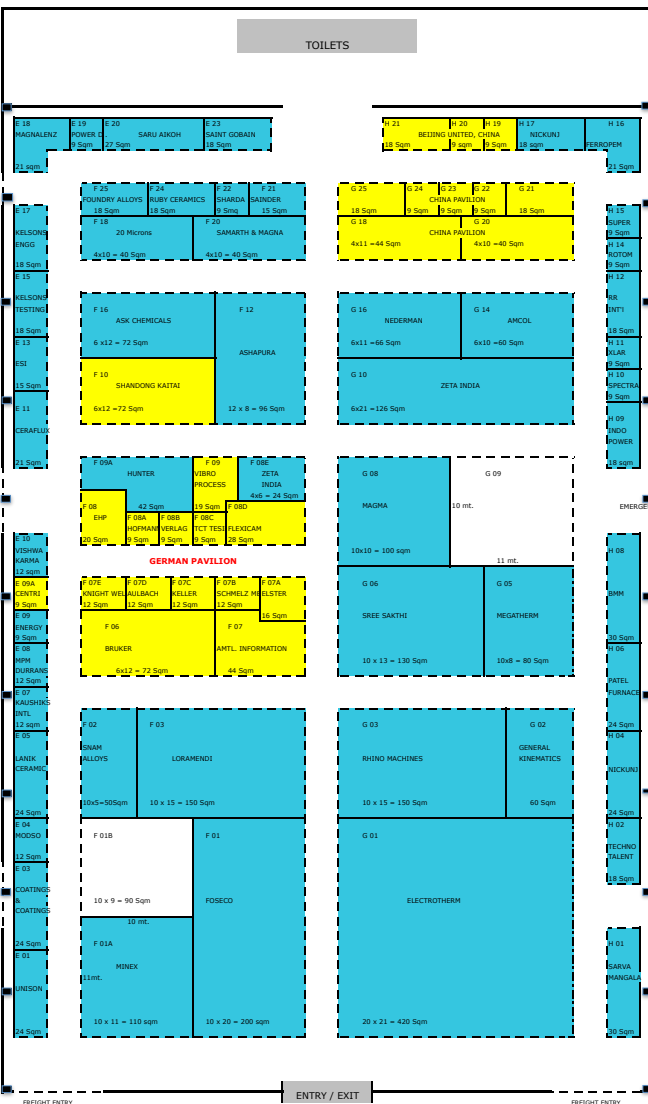 TOILETS
E 18
MAGNALENZ
21 sqm
E 19
POWER D.
9 Sqm
E 20
SARU AIKOH
27 Sqm
E 23
SAINT GOBAIN
18 Sqm
H 21
18 Sqm
H 20
9 sqm
H 19
9 Sqm
BEIJING UNITED, CHINA
H 17
NICKUNJ
18 sqm
H 16
FERROPEM
21 Sqm
F 25
FOUNDRY ALLOYS
18 Sqm
F 24
RUBY CERAMICS
18 Sqm
F 22
SHARDA
9 Smq
F 21
SAINDER
15 Sqm
F 18
20 Microns
4x10 = 40 Sqm
F 20
SAMARTH & MAGNA
4x10 = 40 Sqm
G 25
18 Sqm
G 24
9 Sqm
G 23
9 Sqm
G 22
9 Sqm
G 21
18 Sqm
CHINA PAVILION
G 18
4x11 =44 Sqm
G 20
CHINA PAVILION
4x10 =40 Sqm
E 17
KELSONS
ENGG
18 Sqm
E 15
KELSONS
TESTING
18 Sqm
E 13
ESI
15 Sqm
E 11
CERAFLUX
21 Sqm
F 16
ASK CHEMICALS
6 x12 = 72 Sqm
F 12
ASHAPURA
12 x 8 = 96 Sqm
F 10
SHANDONG KAITAI
6x12 =72 Sqm
G 16
NEDERMAN
6x11 =66 Sqm
G 14
AMCOL
6x10 =60 Sqm
G 10
ZETA INDIA
6x21 =126 Sqm
H 15
SUPER
9 Sqm
H 14
ROTOM
9 Sqm
H 12
RR
INT'l
18 Sqm
H 11
XLAR
9 Sqm
H 10
SPECTRA
9 Sqm
H 09
INDO
POWER
18 sqm
F 09A
HUNTER
42 Sqm
F 09
VIBRO
PROCESS
19 Sqm
F 08E
ZETA
INDIA
4x6 = 24 Sqm
F 08
EHP
20 Sqm
F 08A
HOFMANN
9 Sqm
F 08B
VERLAG
9 Sqm
F 08C
TCT TESI
9 Sqm
F 08D
FLEXICAM
28 Sqm
GERMAN PAVILION
F 07E
KNIGHT WEL
12 Sqm
F 07D
AULBACH
12 Sqm
F 07C
KELLER
12 Sqm
F 07B
SCHMELZ ME
12 Sqm
F 07A
ELSTER
16 Sqm
F 06
BRUKER
6x12 = 72 Sqm
F 07
AMTL. INFORMATION
44 Sqm
G 08
MAGMA
10x10 = 100 sqm
G 09
10 mt.
11 mt.
G 06
SREE SAKTHI
10 x 13 = 130 Sqm
G 05
MEGATHERM
10x8 = 80 Sqm
EMERGE
E 10
VISHWA
KARMA
12 sqm
E 09A
CENTRI
9 Sqm
E 09
ENERGY
9 Sqm
E 08
MPM
DURRANS
12 Sqm
E 07
KAUSHIKS
INTL
12 sqm
E 05
LANIK
CERAMIC
24 Sqm
E 04
MODSO
12 Sqm
E 03
COATINGS
&
COATINGS
24 Sqm
E 01
UNISON
24 Sqm
H 08
BMM
30 Sqm
H 06
PATEL
FURNACE
24 Sqm
H 04
NICKUNJ
24 Sqm
H 02
TECHNO
TALENT
18 Sqm
H 01
SARVA
MANGALA
30 Sqm
F 02
SNAM
ALLOYS
10x5=50Sqm
F 03
LORAMENDI
10 x 15 = 150 Sqm
G 03
RHINO MACHINES
10 x 15 = 150 Sqm
G 02
GENERAL
KINEMATICS
60 Sqm
F 01B
10 x 9 = 90 Sqm
10 mt.
F 01A
MINEX
11mt.
10 x 11 = 110 sqm
F 01
FOSECO
10 x 20 = 200 sqm
G 01
ELECTROTHERM
20 x 21 = 420 Sqm
FREIGHT ENTRY
ENTRY / EXIT
FREIGHT ENTRY